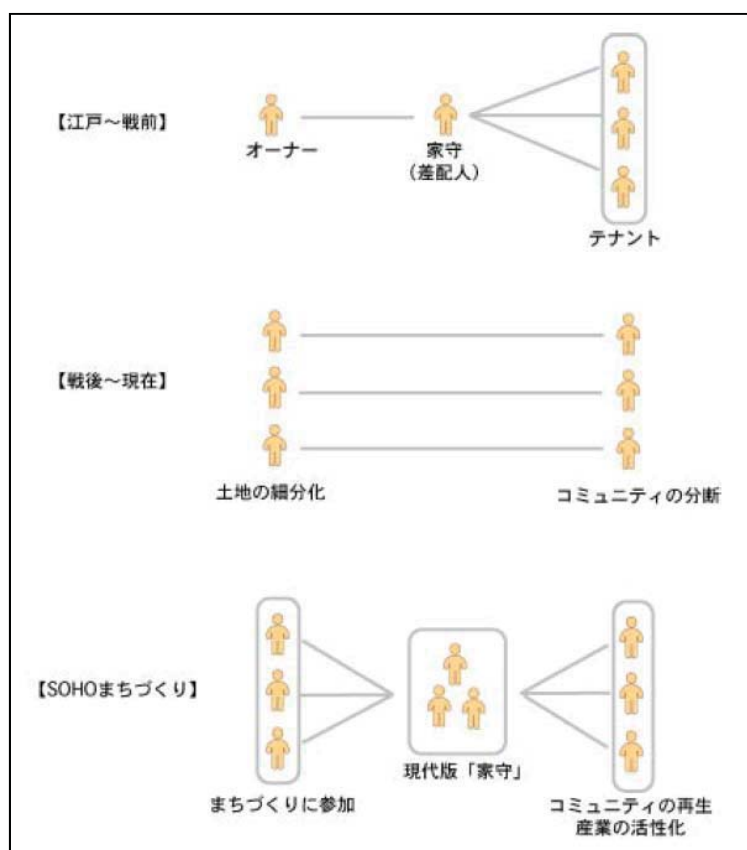 【江戸～戦前】
オーナー
家守
(差配人)
テナント
【戦後～現在】
土地の細分化
コミュニティの分断
【SOHOまちづくり】
現代版「家守」
まちづくりに参加
コミュニティの再生
産業の活性化